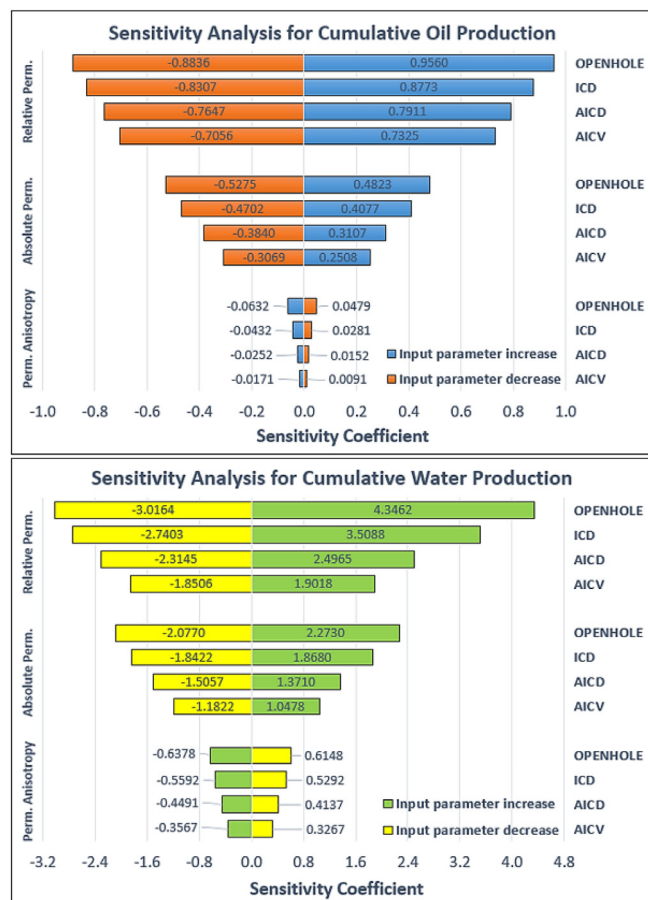 Sensitivity Analysis for Cumulative Oil Production
Relative Perm.
-0.8836 0.9560 OPENHOLE
-0.8307 0.8773 ICD
-0.7647 0.7911 AICD
-0.7056 0.7325 AICV
Absolute Perm.
-0.5275 0.4823 OPENHOLE
-0.4702 0.4077 ICD
-0.3840 0.3107 AICD
-0.3069 0.2508 AICV
Perm. Anisotropy
-0.0632 0.0479 OPENHOLE
-0.0432 0.0281 ICD
-0.0252 0.0152 Input parameter increase AICD
-0.0171 0.0091 Input parameter decrease AICV
-1.0 -0.8 -0.6 -0.4 -0.2 0.0 0.2 0.4 0.6 0.8 1.0
Sensitivity Coefficient
Sensitivity Analysis for Cumulative Water Production
Relative Perm.
-3.0164 4.3462 OPENHOLE
-2.7403 3.5088 ICD
-2.3145 2.4965 AICD
-1.8506 1.9018 AICV
Absolute Perm.
-2.0770 2.2730 OPENHOLE
-1.8422 1.8680 ICD
-1.5057 1.3710 AICD
-1.1822 1.0478 AICV
Perm. Anisotropy
-0.6378 0.6148 OPENHOLE
-0.5592 0.5292 ICD
-0.4491 0.4137 Input parameter increase AICD
-0.3567 0.3267 Input parameter decrease AICV
-3.2 -2.4 -1.6 -0.8 0.0 0.8 1.6 2.4 3.2 4.0 4.8
Sensitivity Coefficient